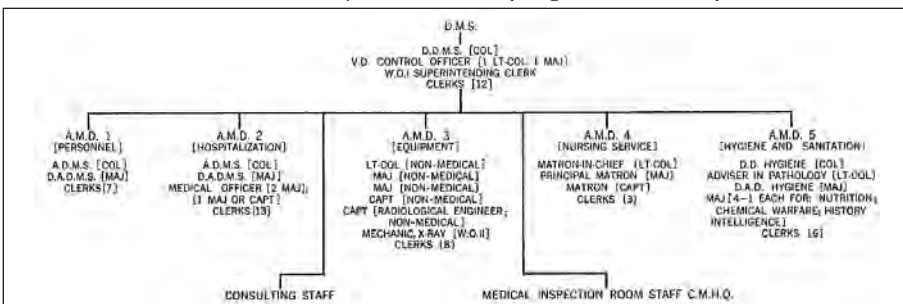 D.M.S.
D.D.M.S. [COL]
V.D. CONTROL OFFICER [1 LT-COL, 1 MAJ]
W.O.I SUPERINTENDING CLERK
CLERKS [12]
A.M.D. 1
[PERSONNEL]
A.D.M.S. [COL]
D.A.D.M.S. [MAJ]
CLERKS [7]
A.M.D. 2
[HOSPITALIZATION]
A.D.M.S. [COL]
D.A.D.M.S. [MAJ]
MEDICAL OFFICER [2 MAJ];
[1 MAJ OR CAPT]
CLERKS [13]
A.M.D. 3
[EQUIPMENT]
LT-COL [NON-MEDICAL]
MAJ [NON-MEDICAL]
MAJ [NON-MEDICAL]
CAPT [NON-MEDICAL]
CAPT [RADIOLOGICAL ENGINEER;
NON-MEDICAL]
MECHANIC, X-RAY [W.O.II]
CLERKS [8]
A.M.D. 4
[NURSING SERVICE]
MATRON-IN-CHIEF [LT-COL]
PRINCIPAL MATRON [MAJ]
MATRON [CAPT]
CLERKS [3]
A.M.D. 5
[HYGIENE AND SANITATION]
D.D. HYGIENE [COL]
ADVISER IN PATHOLOGY [LT-COL]
D.A.D. HYGIENE [MAJ]
MAJ [4-1 EACH FOR: NUTRITION;
CHEMICAL WARFARE; HISTORY
INTELLIGENCE]
CLERKS [6]
CONSULTING STAFF
MEDICAL INSPECTION ROOM STAFF C.M.H.Q.